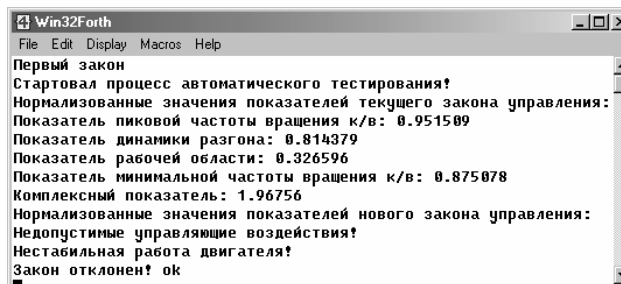 Win32Forth
File Edit Display Macros Help
Первый закон
Стартовал процесс автоматического тестирования!
Нормализованные значения показателей текущего закона управления:
Показатель пиковой частоты вращения к/в: 0.951509
Показатель динамики разгона: 0.814379
Показатель рабочей области: 0.326596
Показатель минимальной частоты вращения к/в: 0.875078
Комплексный показатель: 1.96756
Нормализованные значения показателей нового закона управления:
Недопустимые управляющие воздействия!
Нестабильная работа двигателя!
Закон отклонен! ok